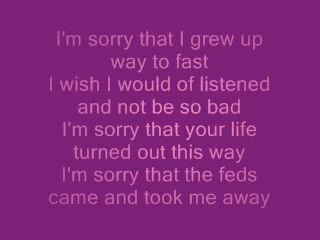 I'm sorry that I grew up
way to fast
I wish I would of listened
and not be so bad
I'm sorry that your life
turned out this way
I'm sorry that the feds
came and took me away